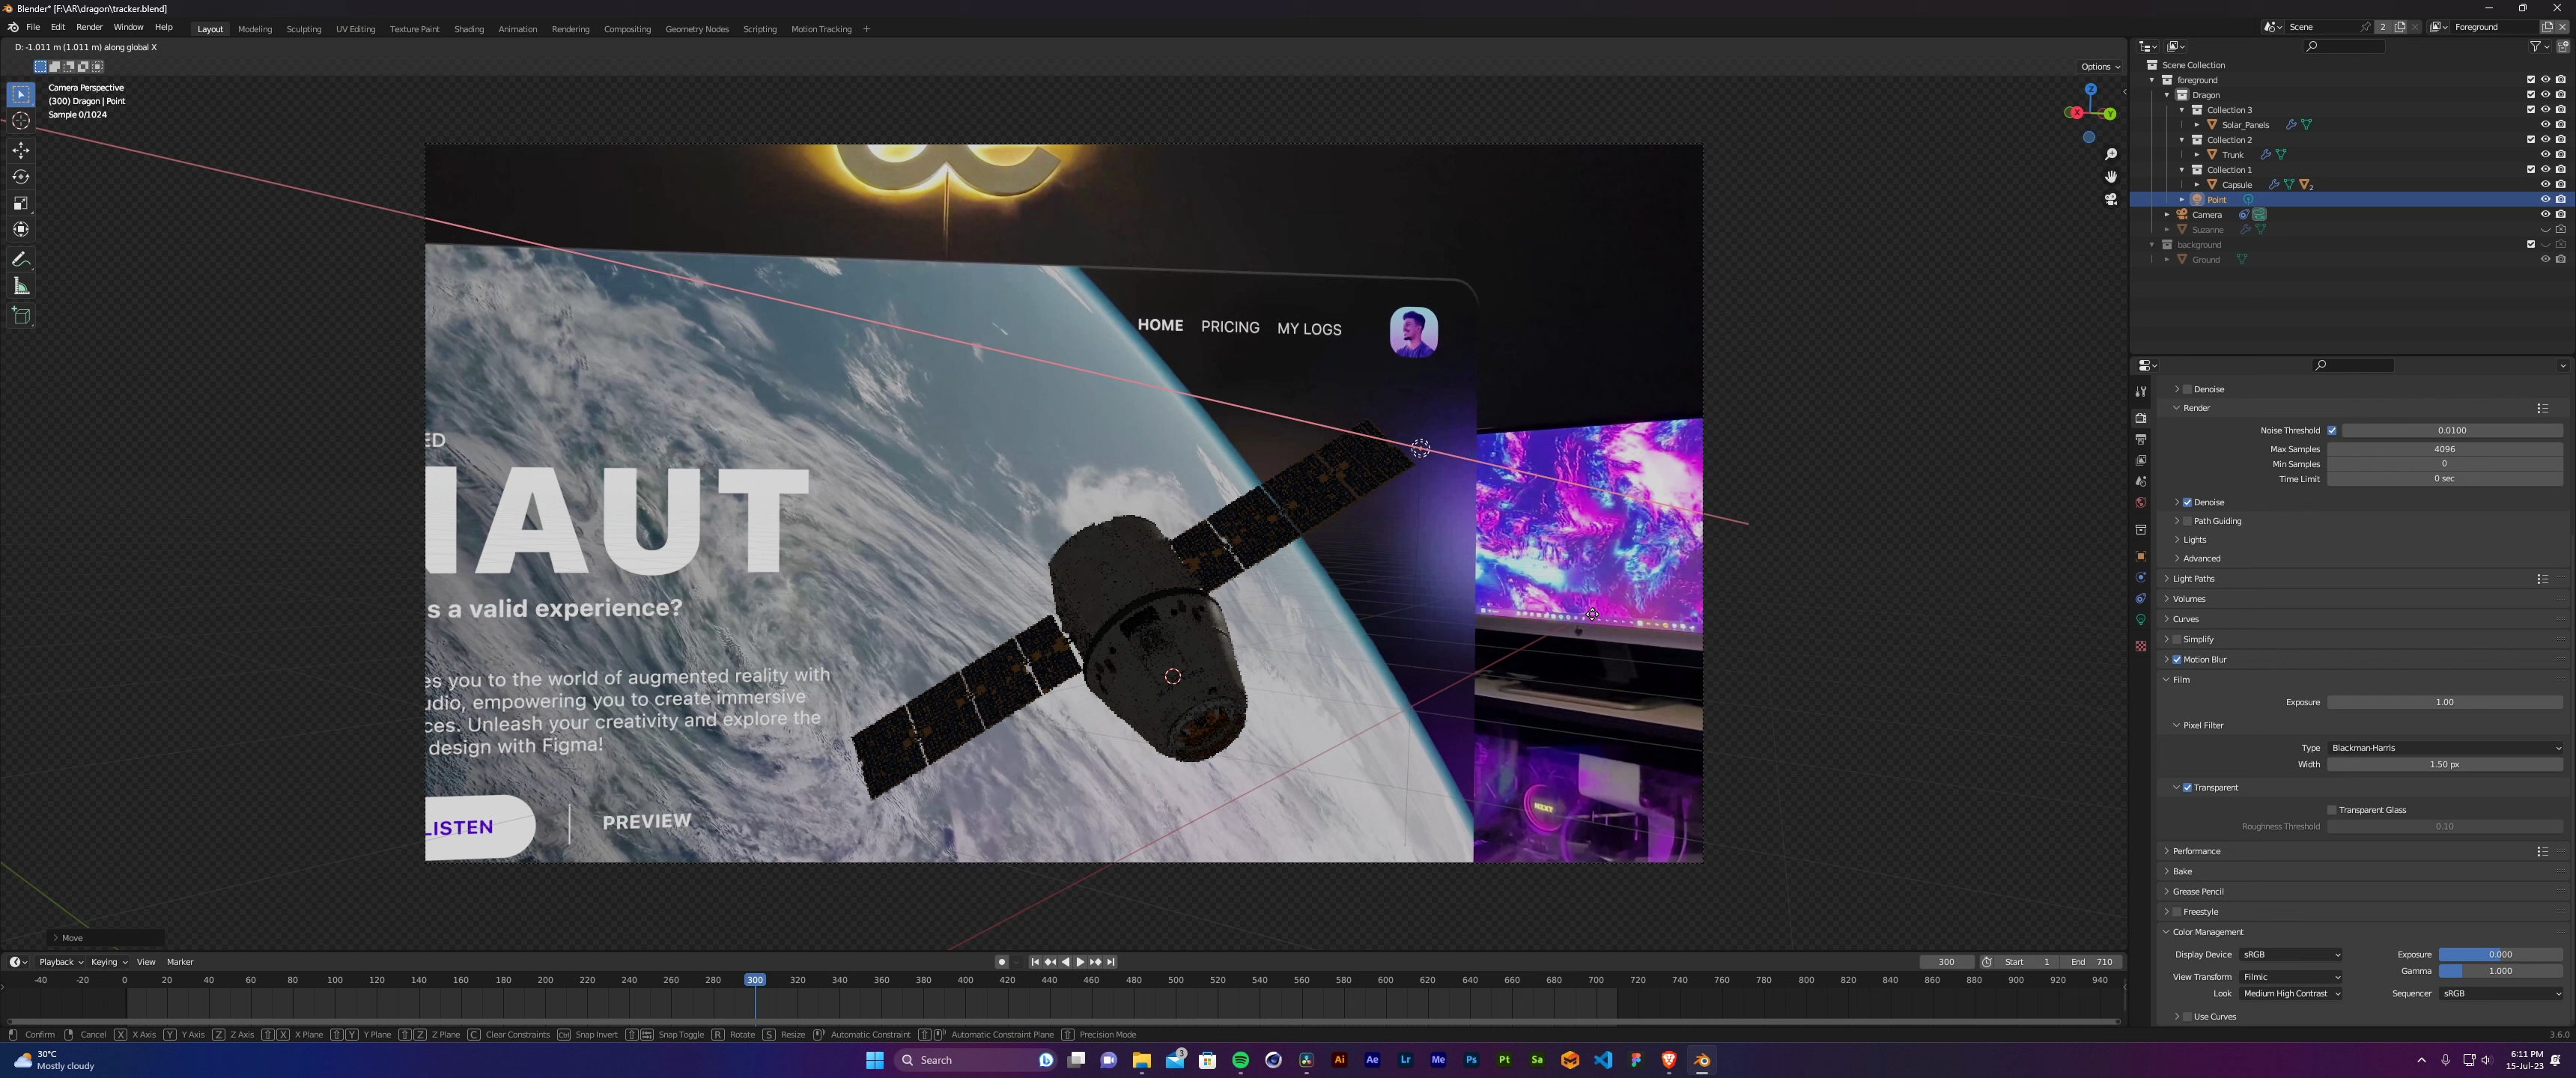 Blender* [F:\AR\dragon\tracker.blend]
File Edit Render Window Help
Layout Modeling Sculpting UV Editing Texture Paint Shading Animation Rendering Compositing Geometry Nodes Scripting Motion Tracking +
Scene 2
Foreground
D: -1.011 m (1.011 m) along global X
Options
Camera Perspective
(300) Dragon | Point
Sample 0/1024
Z
X
Y
HOME PRICING MY LOGS
ED
NAUT
s a valid experience?
es you to the world of augmented reality with
udio, empowering you to create immersive
ces. Unleash your creativity and explore the
design with Figma!
LISTEN
PREVIEW
NEXT
Move
Scene Collection
foreground
Dragon
Collection 3
Solar_Panels
Collection 2
Trunk
Collection 1
Capsule 2
Point
Camera
Suzanne
background
Ground
Denoise
Render
Noise Threshold 0.0100
Max Samples 4096
Min Samples 0
Time Limit 0 sec
Denoise
Path Guiding
Lights
Advanced
Light Paths
Volumes
Curves
Simplify
Motion Blur
Film
Exposure 1.00
Pixel Filter
Type Blackman-Harris
Width 1.50 px
Transparent
Transparent Glass
Roughness Threshold 0.10
Performance
Bake
Grease Pencil
Freestyle
Color Management
Display Device sRGB
View Transform Filmic
Look Medium High Contrast
Exposure 0.000
Gamma 1.000
Sequencer sRGB
Use Curves
Playback Keying View Marker
300 Start 1 End 710
-40 -20 0 20 40 60 80 100 120 140 160 180 200 220 240 260 280 300 320 340 360 380 400 420 440 460 480 500 520 540 560 580 600 620 640 660 680 700 720 740 760 780 800 820 840 860 880 900 920 940
Confirm Cancel X X Axis Y Y Axis Z Z Axis X X Plane Y Y Plane Z Z Plane C Clear Constraints Ctrl Snap Invert Snap Toggle R Rotate S Resize Automatic Constraint Automatic Constraint Plane Precision Mode
3.6.0
30°C
Mostly cloudy
Search
3
Ai Ae Lr Me Ps Pt Sa
6:11 PM
15-Jul-23